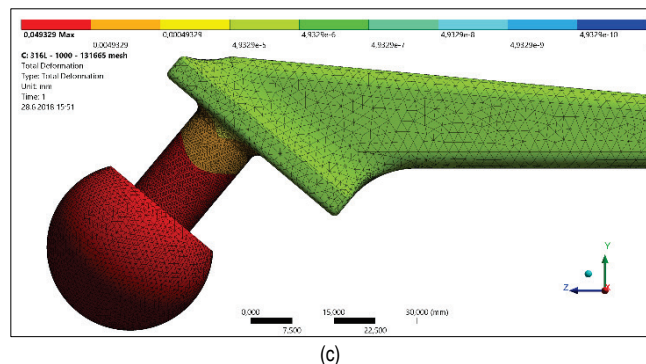 0,049329 Max 0,00049329 4,9329e-6 4,9329e-8 4,9329e-10
0,0049329 4,9329e-5 4,9329e-7 4,9329e-9
C: 316L - 1000 - 131665 mesh
Total Deformation
Type: Total Deformation
Unit: mm
Time: 1
28.6.2018 15:51
Y
Z X
0,000 15,000 30,000 (mm)
7,500 22,500
(c)